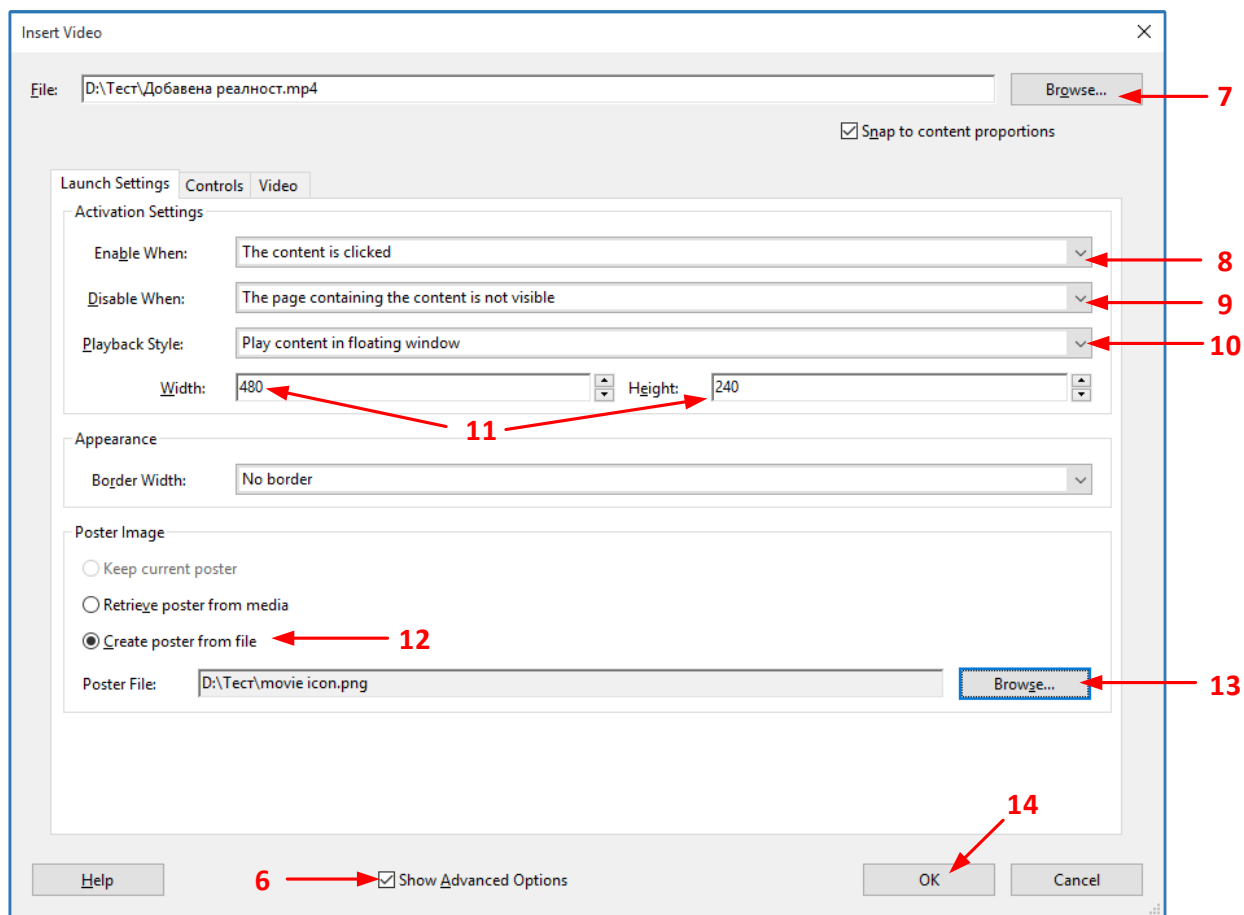 Insert Video
File: D:\Тест\Добавена реалност.mp4 Browse... 7
Snap to content proportions
Launch Settings Controls Video
Activation Settings
Enable When: The content is clicked 8
Disable When: The page containing the content is not visible 9
Playback Style: Play content in floating window 10
Width: 480 Height: 240
11
Appearance
Border Width: No border
Poster Image
Keep current poster
Retrieve poster from media
Create poster from file 12
Poster File: D:\Тест\movie icon.png Browse... 13
14
Help 6 Show Advanced Options OK Cancel